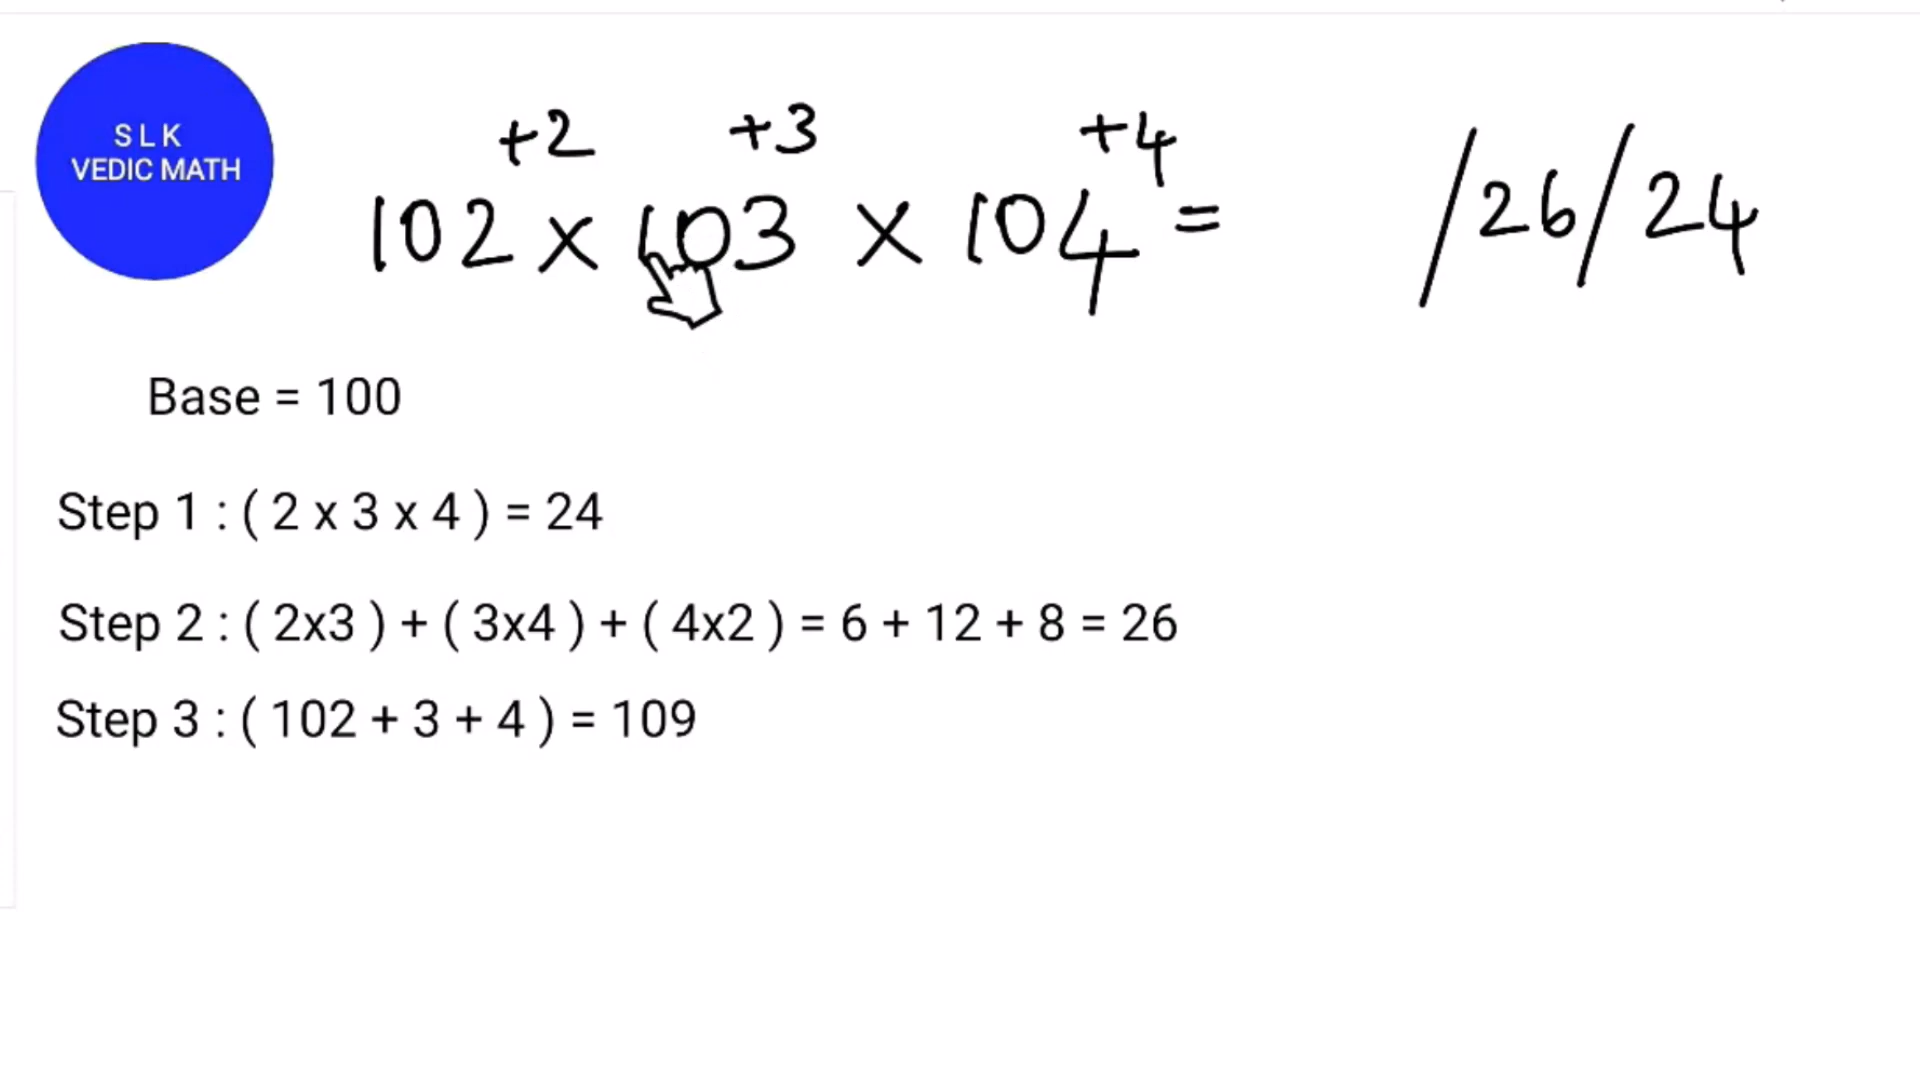 S L K
VEDIC MATH
+2 +3 +4
102 x 103 x 104 = /26/24
Base = 100
Step 1 : ( 2 x 3 x 4 ) = 24
Step 2 : ( 2x3 ) + ( 3x4 ) + ( 4x2 ) = 6 + 12 + 8 = 26
Step 3 : ( 102 + 3 + 4 ) = 109